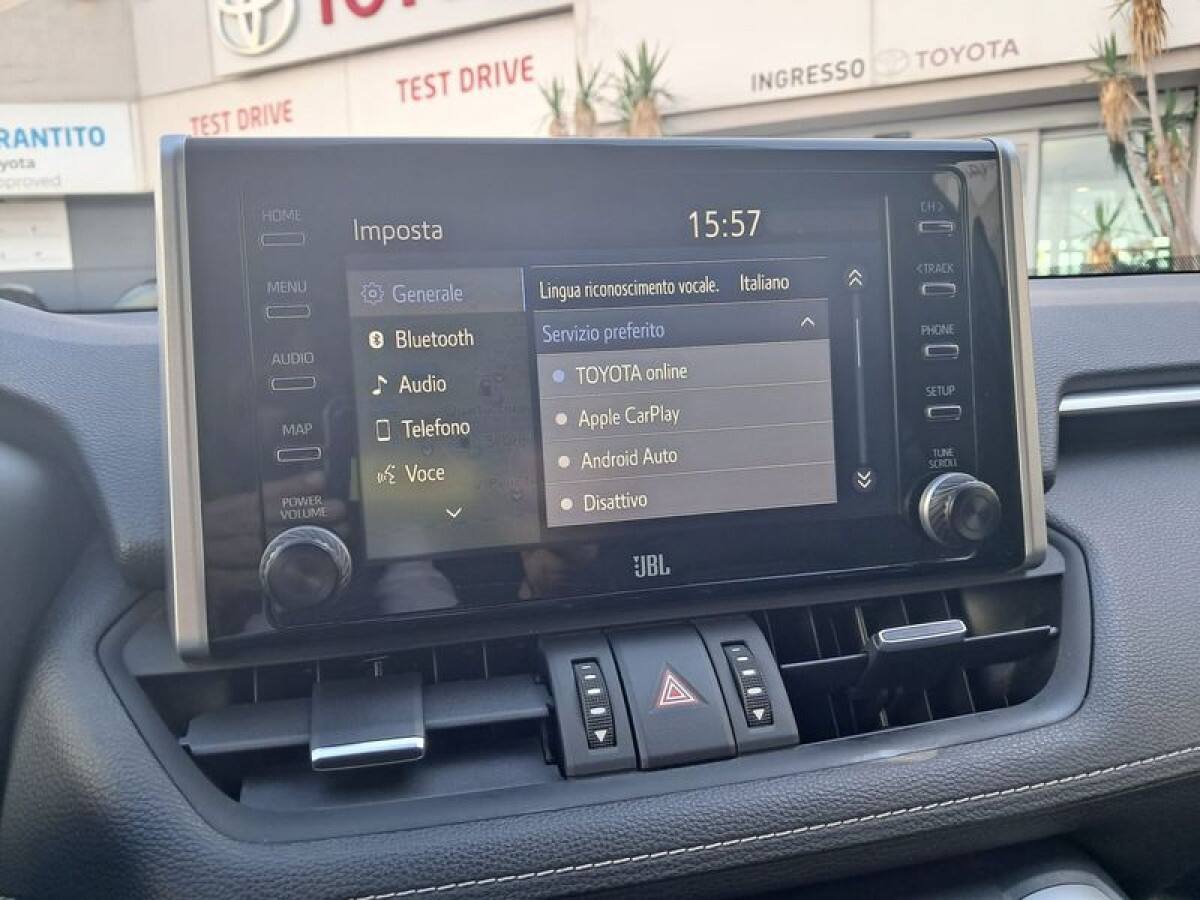 TOYO
TEST DRIVE
TEST DRIVE
INGRESSO TOYOTA
RANTITO
yota
pproved
HOME
MENU
AUDIO
MAP
POWER
VOLUME
Imposta
15:57
Generale
Bluetooth
Audio
Telefono
Voce
Lingua riconoscimento vocale. Italiano
Servizio preferito
TOYOTA online
Apple CarPlay
Android Auto
Disattivo
CH >
< TRACK
PHONE
SETUP
TUNE
SCROLL
JBL